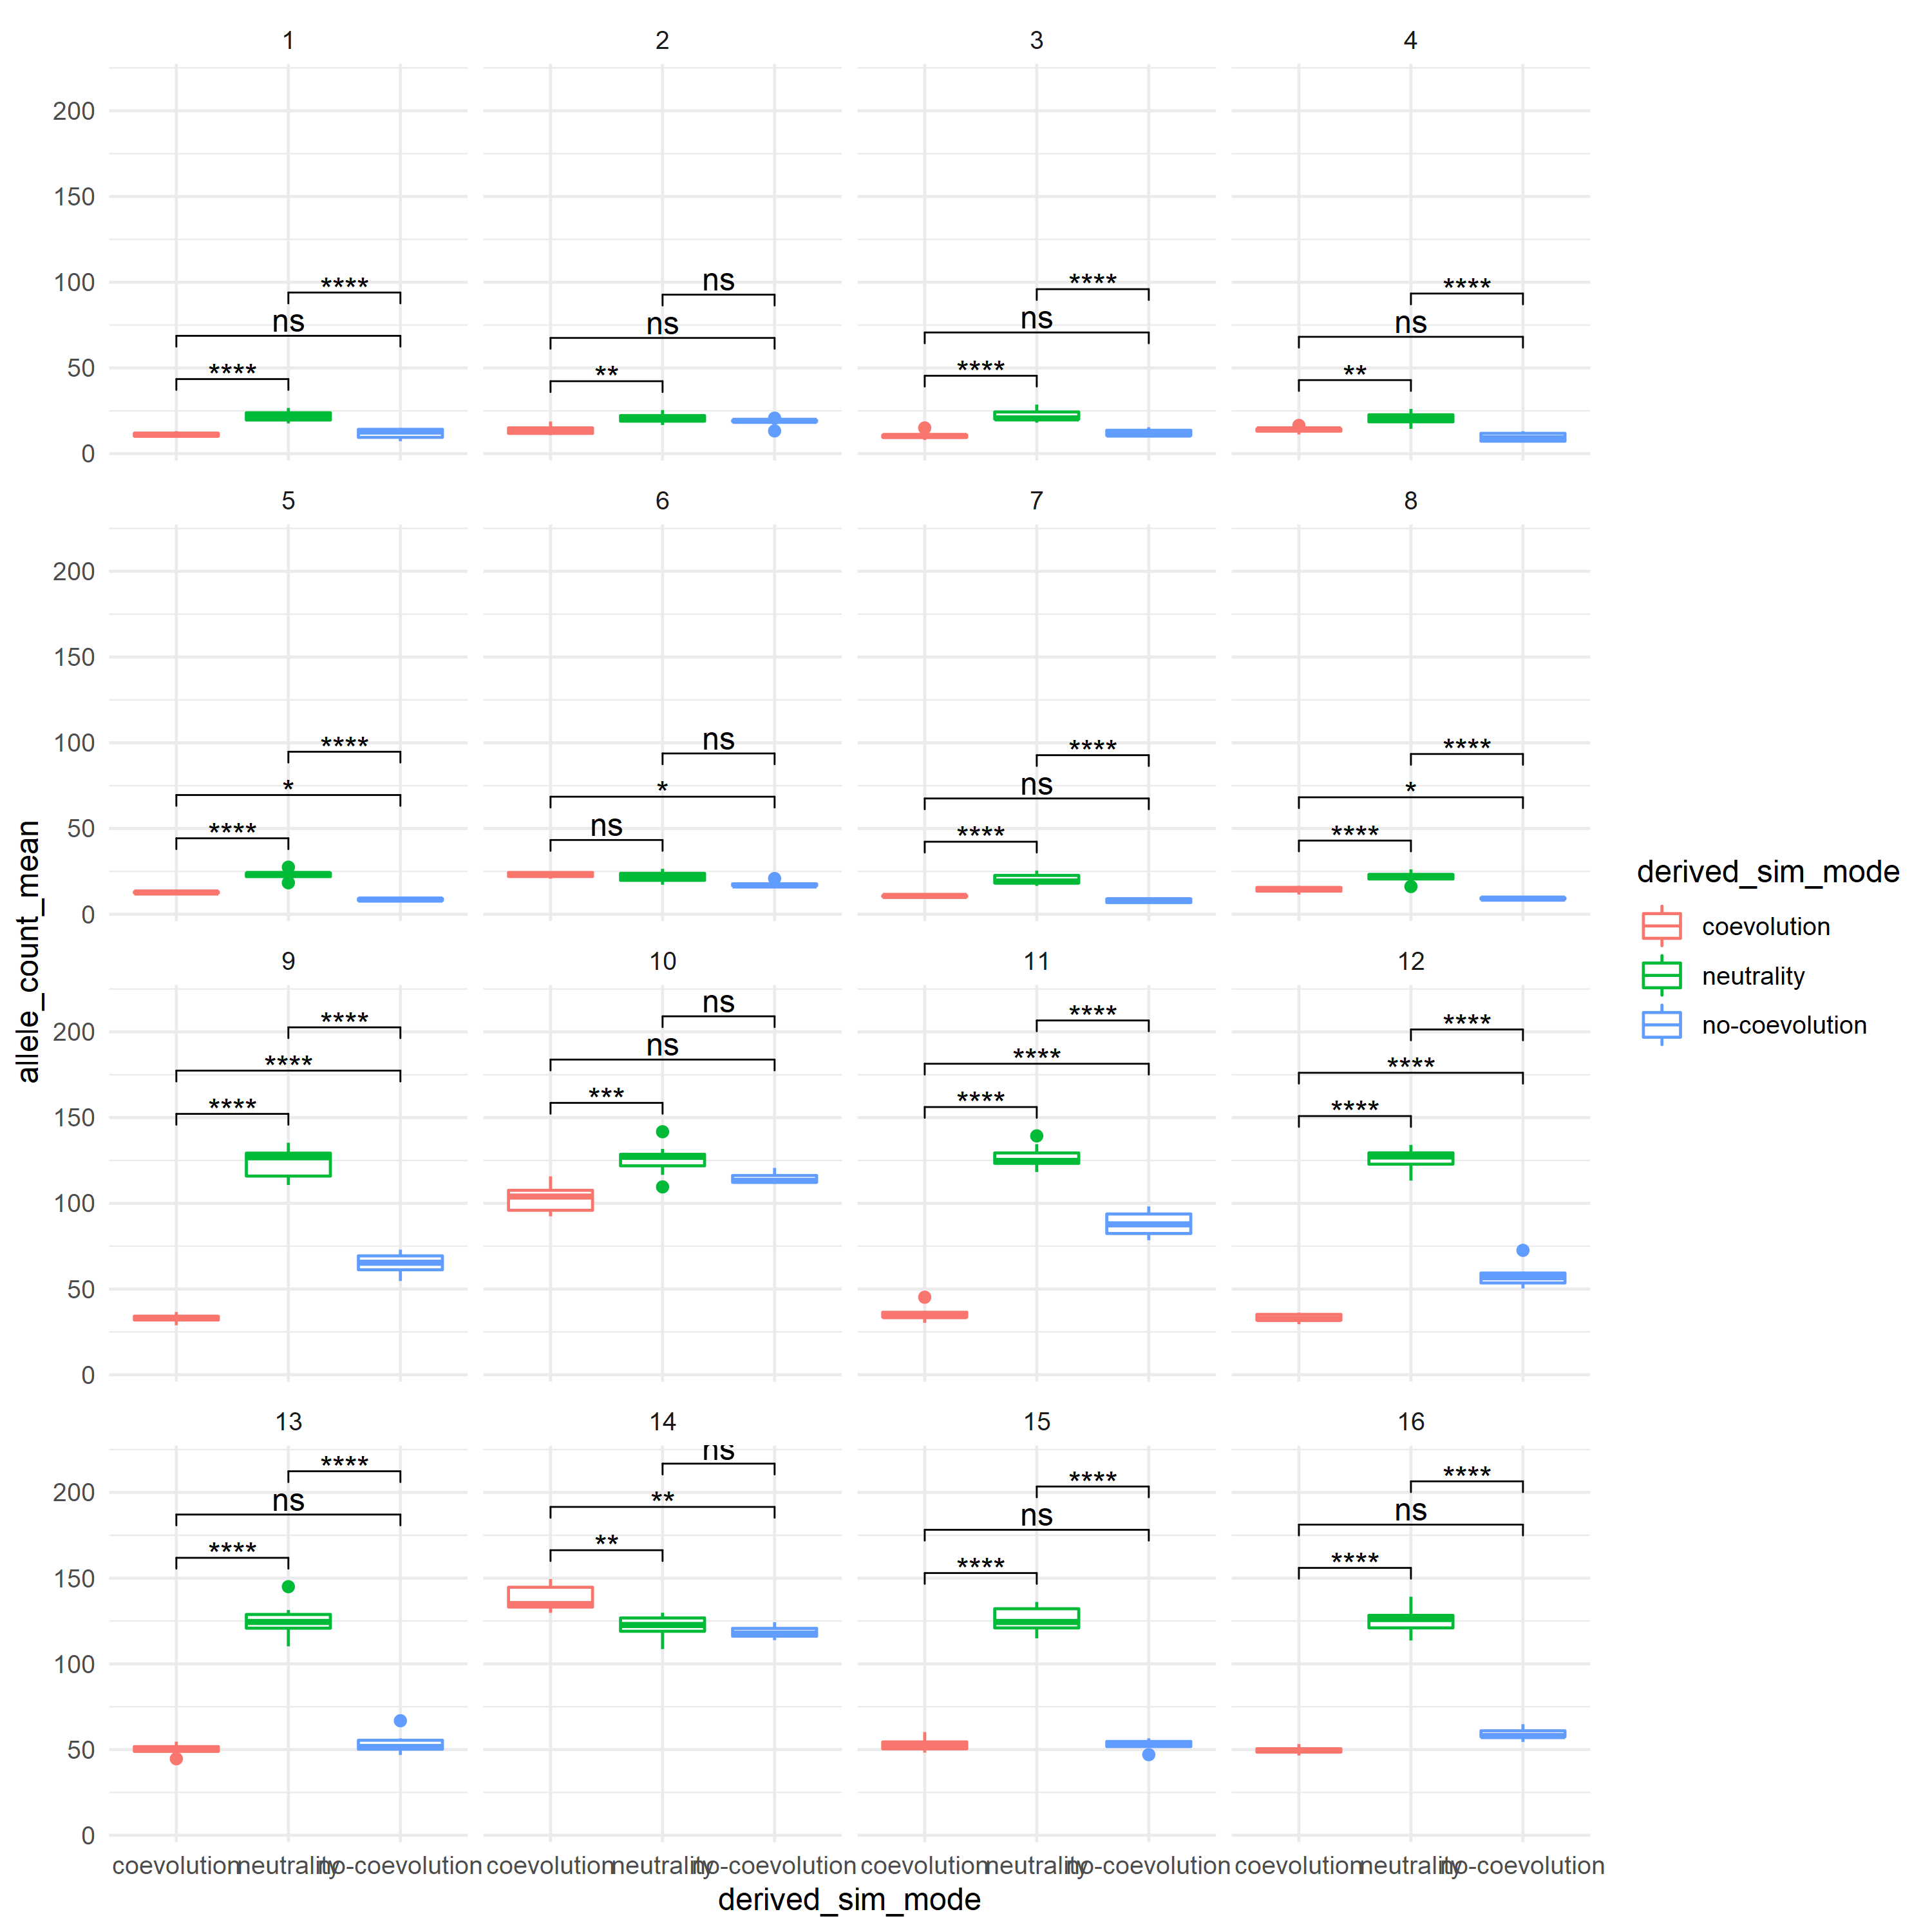 1 2 3 4
200
150
100
50
0
**** ns **** ****
ns ns ns ns
**** ** **** **
5 6 7 8
200
150
100
50
0
**** ns **** ****
* * ns *
**** ns **** ****
9 10 11 12
200
150
100
50
0
**** ns **** ****
**** ns **** ****
**** *** **** ****
13 14 15 16
200
150
100
50
0
**** ns **** ****
ns ** ns ns
**** ** **** ****
coevolution neutrality no-coevolution coevolution neutrality no-coevolution coevolution neutrality no-coevolution coevolution neutrality no-coevolution
derived_sim_mode
allele_count_mean
derived_sim_mode
coevolution
neutrality
no-coevolution